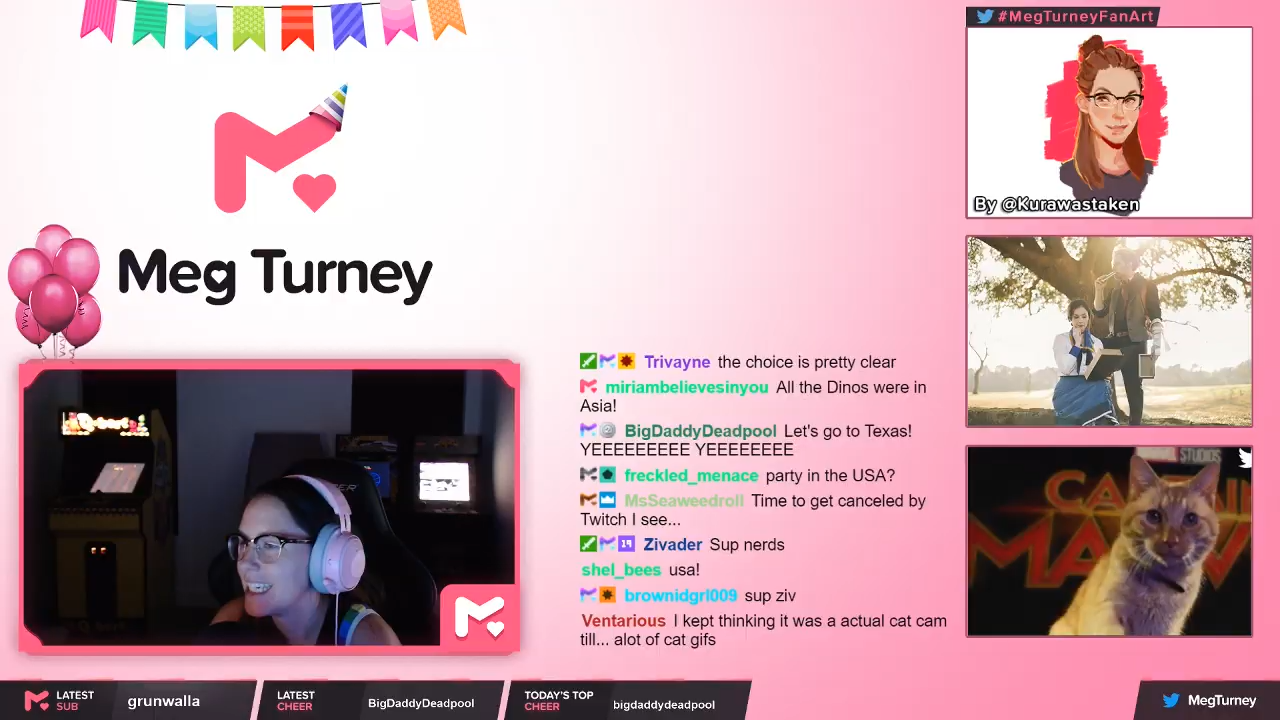 #MegTurneyFanArt
By @Kurawastaken
Meg Turney
Trivayne the choice is pretty clear
miriambelievesinyou All the Dinos were in
Asia!
BigDaddyDeadpool Let's go to Texas!
YEEEEEEEEE YEEEEEEEE
freckled_menace party in the USA?
MsSeaweedroll Time to get canceled by
Twitch I see...
Zivader Sup nerds
shel_bees usa!
brownidgrl009 sup ziv
Ventarious I kept thinking it was a actual cat cam
till... alot of cat gifs
STUDIOS
LATEST
SUB
grunwalla
LATEST
CHEER
BigDaddyDeadpool
TODAY'S TOP
CHEER
bigdaddydeadpool
MegTurney